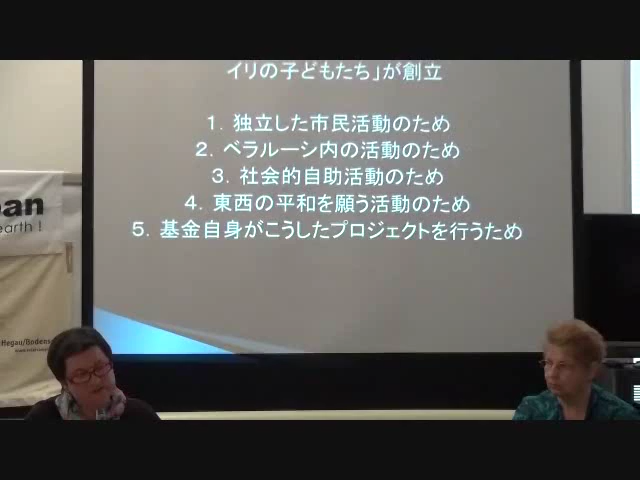 イリの子どもたち」が創立
1. 独立した市民活動のため
2. ベラルーシ内の活動のため
3. 社会的自助活動のため
4. 東西の平和を願う活動のため
5. 基金自身がこうしたプロジェクトを行うため
pan
earth !
Hegau/Bodens